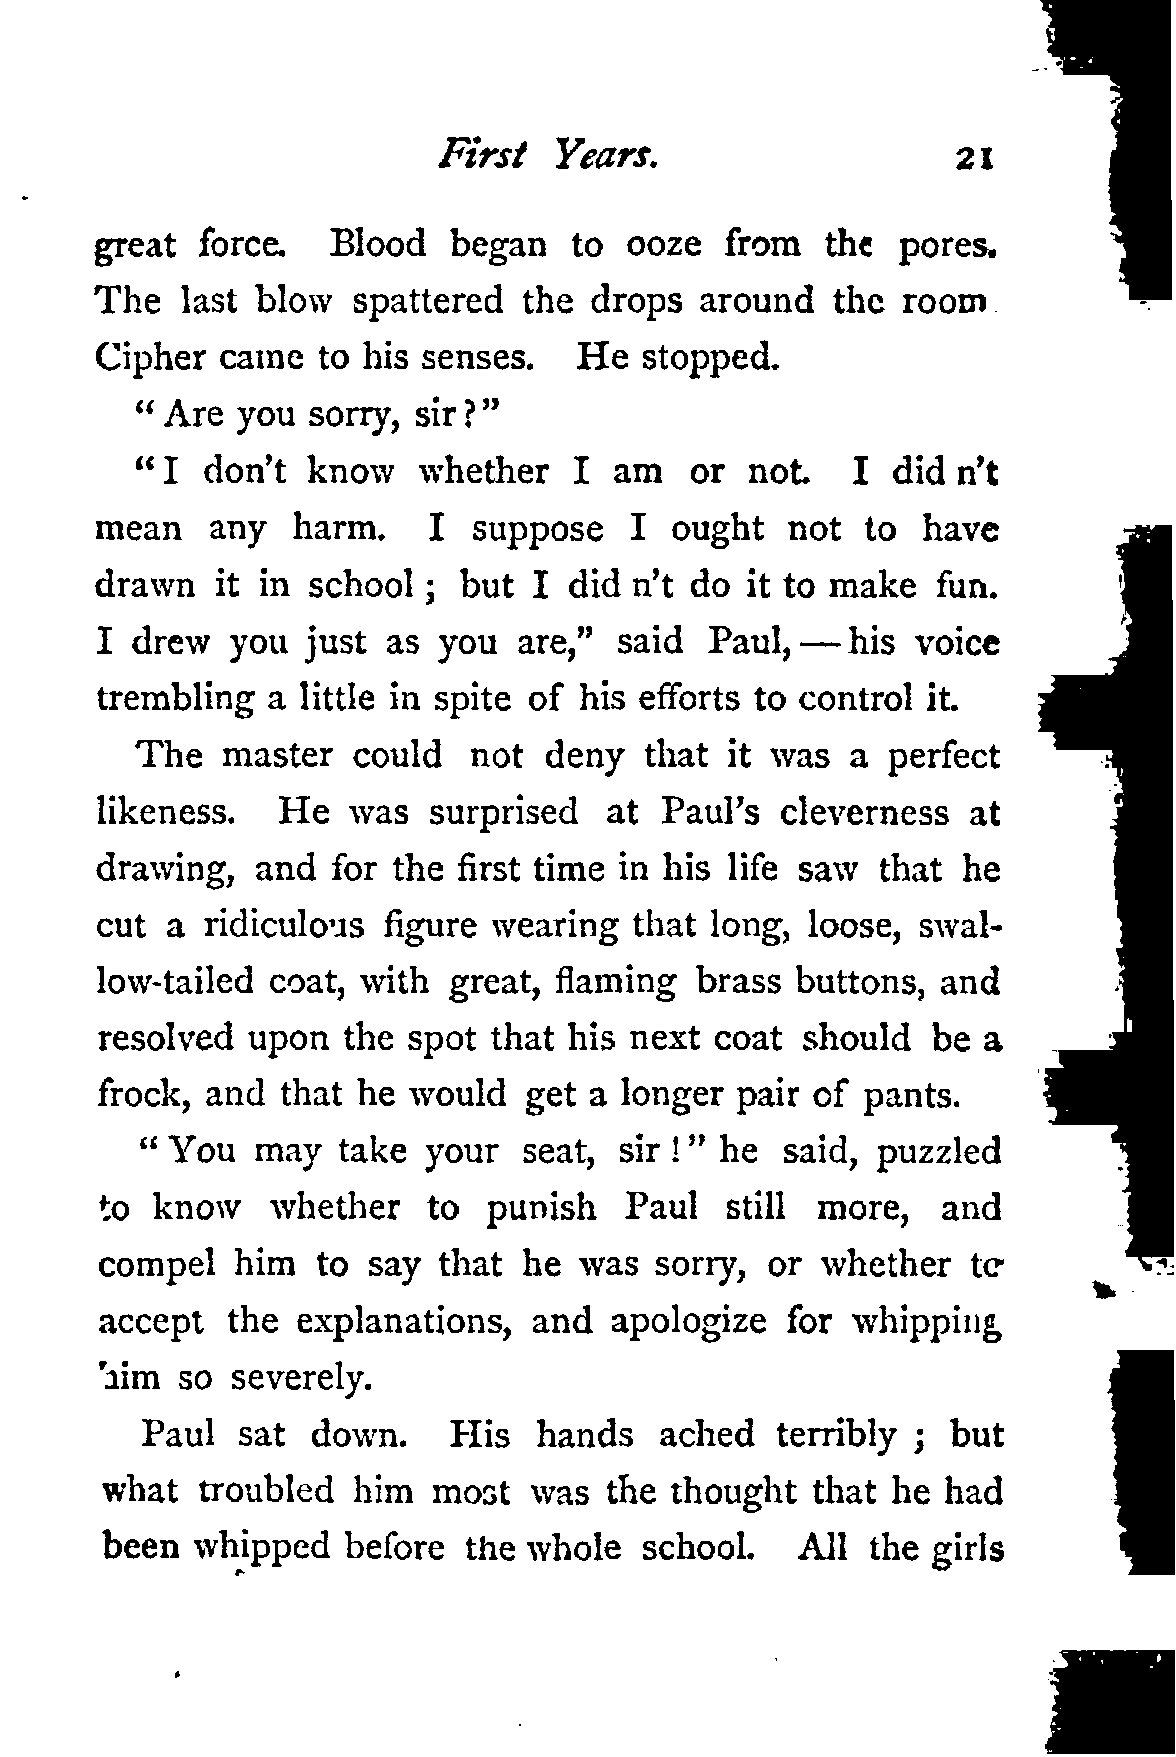 First Years. 21
great force. Blood began to ooze from the pores.
The last blow spattered the drops around the room.
Cipher came to his senses. He stopped.
“Are you sorry, sir?”
“I don't know whether I am or not. I did n't
mean any harm. I suppose I ought not to have
drawn it in school; but I did n't do it to make fun.
I drew you just as you are,” said Paul,—his voice
trembling a little in spite of his efforts to control it.
The master could not deny that it was a perfect
likeness. He was surprised at Paul's cleverness at
drawing, and for the first time in his life saw that he
cut a ridiculous figure wearing that long, loose, swal-
low-tailed coat, with great, flaming brass buttons, and
resolved upon the spot that his next coat should be a
frock, and that he would get a longer pair of pants.
“You may take your seat, sir!” he said, puzzled
to know whether to punish Paul still more, and
compel him to say that he was sorry, or whether to
accept the explanations, and apologize for whipping
him so severely.
Paul sat down. His hands ached terribly; but
what troubled him most was the thought that he had
been whipped before the whole school. All the girls